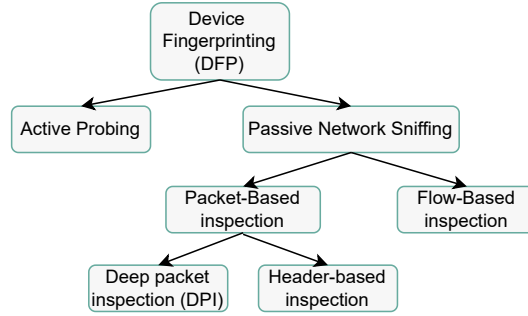 Device
Fingerprinting
(DFP)
Active Probing
Passive Network Sniffing
Packet-Based
inspection
Flow-Based
inspection
Deep packet
inspection (DPI)
Header-based
inspection